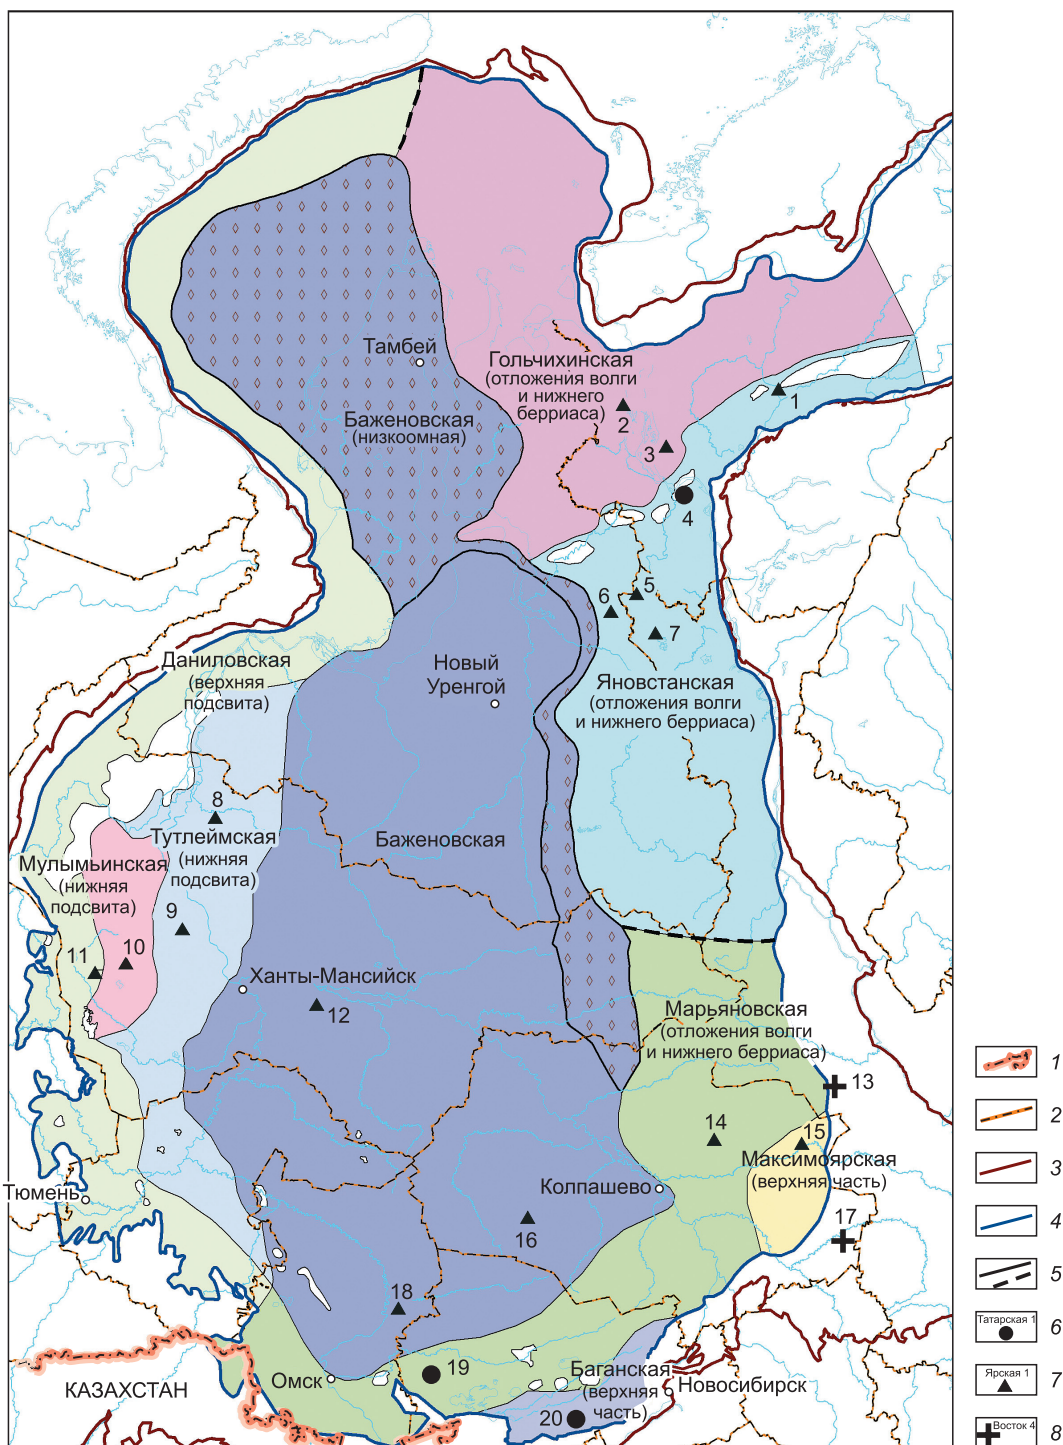 Тамбей
Гольчихинская
(отложения волги
и нижнего
берриаса)
1
2
3
Баженовская
(низкоомная)
4
5
6
7
Даниловская
(верхняя
подсвита)
Новый
Уренгой
Яновстанская
(отложения волги
и нижнего берриаса)
8
Тутлеймская
(нижняя
подсвита)
Баженовская
Мулымьинская
(нижняя
подсвита)
9
10
11
Ханты-Мансийск
12
Марьяновская
(отложения волги
и нижнего берриаса)
13
14
15
Максимоярская
(верхняя часть)
Тюмень
Колпашево
16
17
18
19
Омск
Баганская
(верхняя
часть)
20
Новосибирск
КАЗАХСТАН
1
2
3
4
5
Татарская 1
6
Ярская 1
7
Восток 4
8